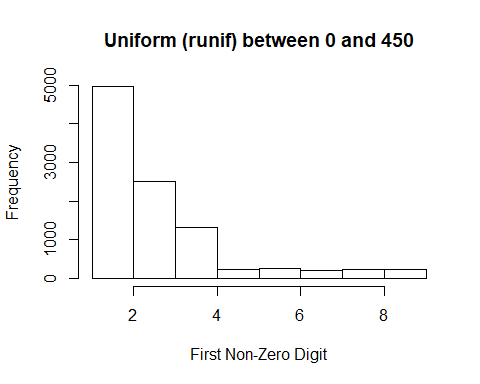 Uniform (runif) between 0 and 450
5000
3000
1000
0
Frequency
2 4 6 8
First Non-Zero Digit